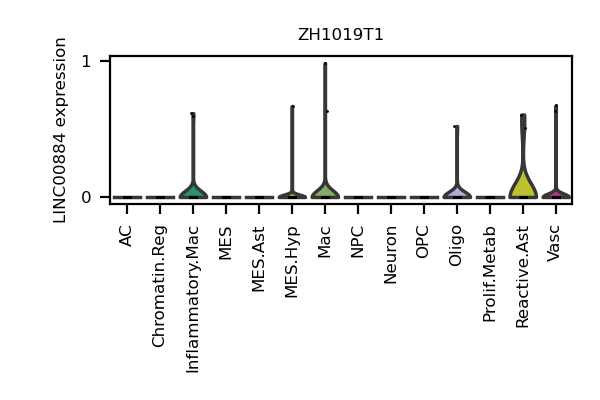 ZH1019T1
LINC00884 expression
1
0
AC
Chromatin.Reg
Inflammatory.Mac
MES
MES.Ast
MES.Hyp
Mac
NPC
Neuron
OPC
Oligo
Prolif.Metab
Reactive.Ast
Vasc